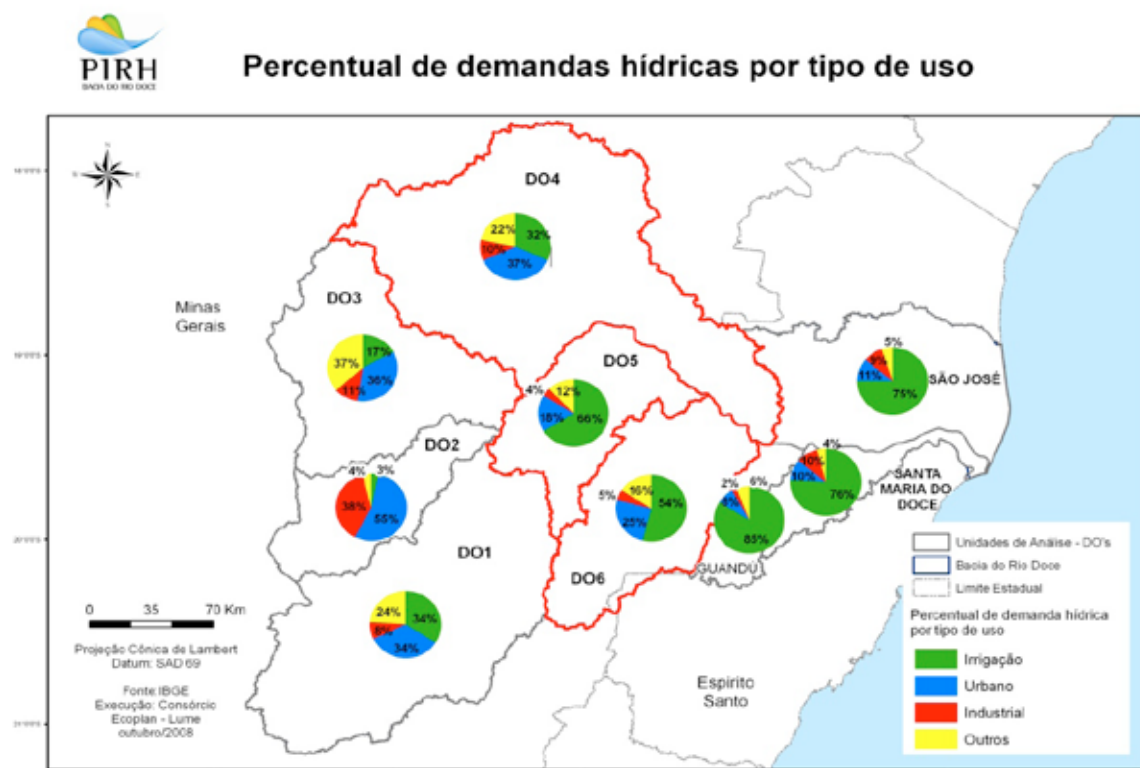 PIRH
BACIA DO RIO DOCE
Percentual de demandas hídricas por tipo de uso
N
DO4
22%
32%
10%
37%
Minas
Gerais
DO3
37%
17%
36%
11%
DO5
4%
12%
18%
66%
5%
9%
11%
75%
SÃO JOSÉ
DO2
4%
3%
38%
55%
5%
16%
54%
25%
2%
6%
85%
4%
10%
10%
76%
SANTA
MARIA DO
DOCE
GUANDU
DO1
24%
34%
34%
DO6
0 35 70 Km
Projeção Cônica de Lambert
Datum: SAD 69
Fonte: IBGE
Execução: Consórcio
Ecoplan - Lume
outubro/2008
Espírito
Santo
Unidades de Análise - DO's
Bacia do Rio Doce
Limite Estadual
Percentual de demanda hídrica
por tipo de uso
Irrigação
Urbano
Industrial
Outros